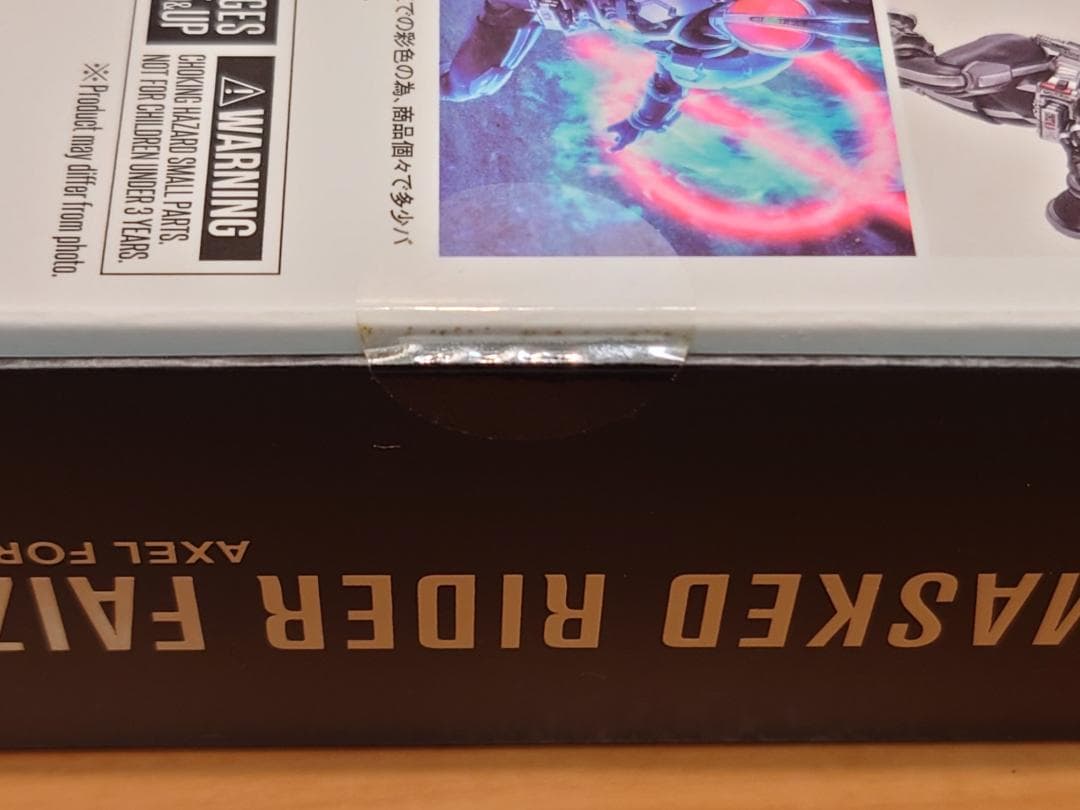 GES
&UP
WARNING
CHOKING HAZARD SMALL PARTS.
NOT FOR CHILDREN UNDER 3 YEARS.
※Product may differ from photo.
での彩色の為、商品個々で多少バ
MASKED RIDER FAIZ
AXEL FOR